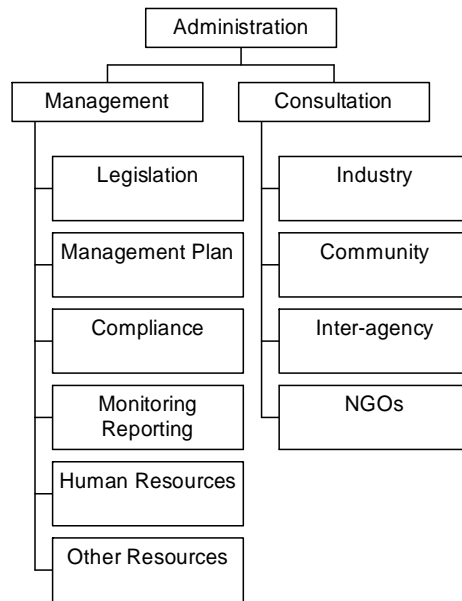 Administration
Management
Consultation
Legislation
Management Plan
Compliance
Monitoring
Reporting
Human Resources
Other Resources
Industry
Community
Inter-agency
NGOs